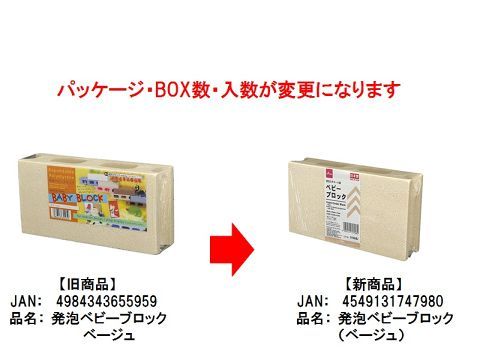 パッケージ・BOX数・入数が変更になります
BABY BLOCK
ベビー
ブロック
【旧商品】
JAN: 4984343655959
品名: 発泡ベビーブロック
ベージュ
【新商品】
JAN: 4549131747980
品名: 発泡ベビーブロック
(ベージュ)